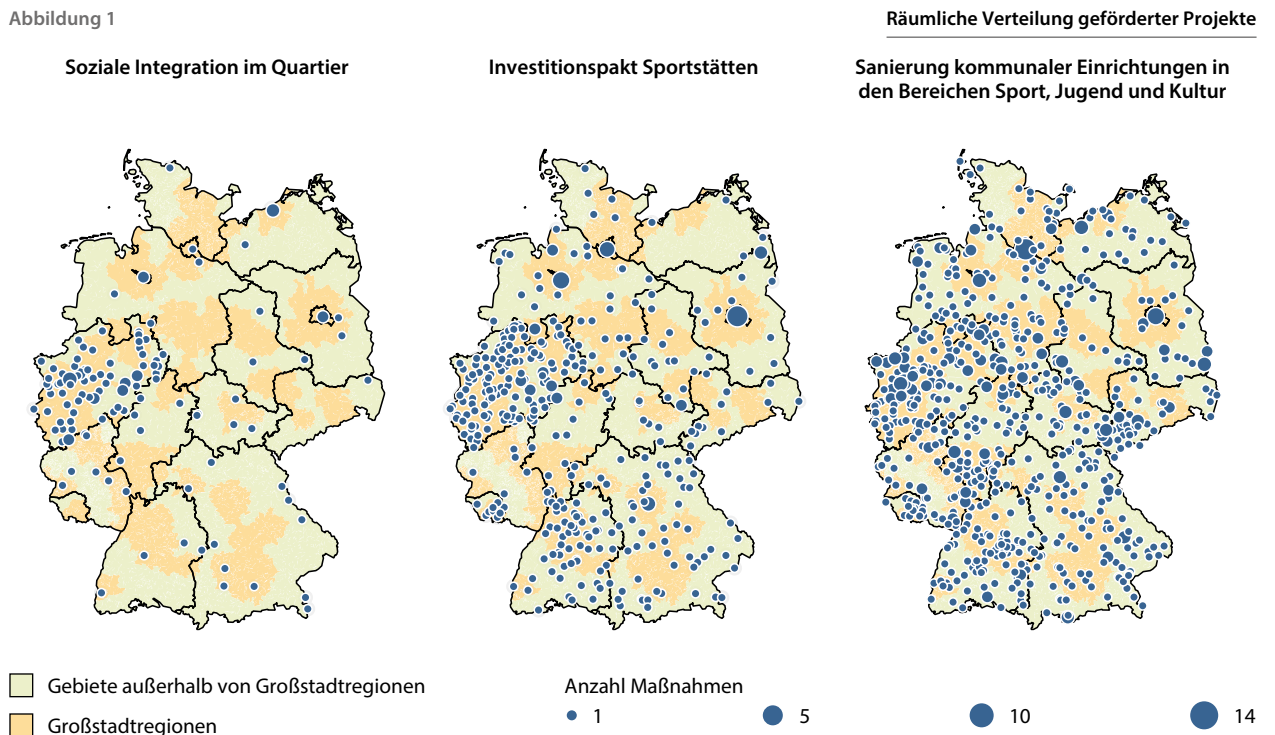 Abbildung 1
Räumliche Verteilung geförderter Projekte
Soziale Integration im Quartier
Investitionspakt Sportstätten
Sanierung kommunaler Einrichtungen in
den Bereichen Sport, Jugend und Kultur
Gebiete außerhalb von Großstadtregionen
Großstadtregionen
Anzahl Maßnahmen
1
5
10
14